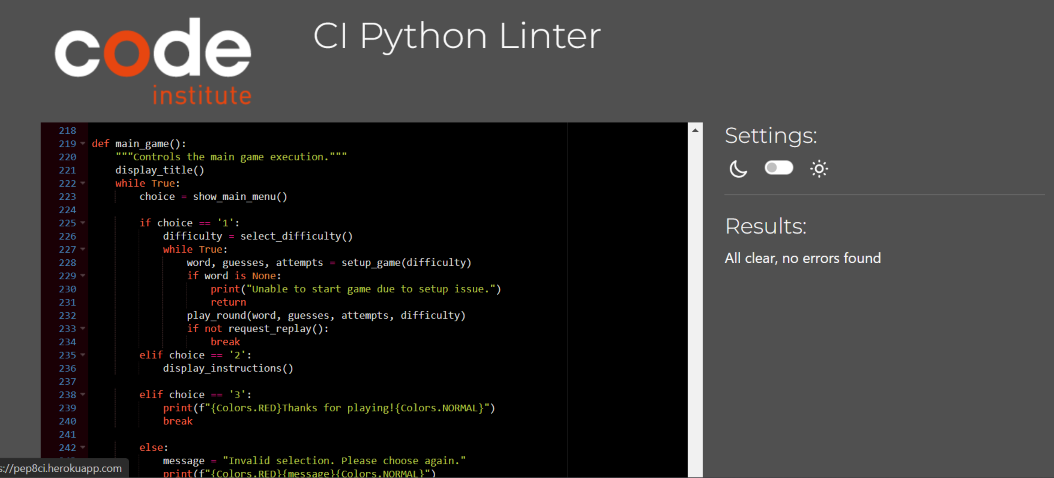 code
institute
CI Python Linter
218
219 def main_game():
220     """Controls the main game execution."""
221     display_title()
222     while True:
223         choice = show_main_menu()
224
225         if choice == '1':
226             difficulty = select_difficulty()
227             while True:
228                 word, guesses, attempts = setup_game(difficulty)
229                 if word is None:
230                     print("Unable to start game due to setup issue.")
231                     return
232                 play_round(word, guesses, attempts, difficulty)
233                 if not request_replay():
234                     break
235         elif choice == '2':
236             display_instructions()
237
238         elif choice == '3':
239             print(f"{Colors.RED}Thanks for playing!{Colors.NORMAL}")
240             break
241
242         else:
            message = "Invalid selection. Please choose again."
            print(f"{Colors.RED}{message}{Colors.NORMAL}")
s://pep8ci.herokuapp.com
Settings:
Results:
All clear, no errors found